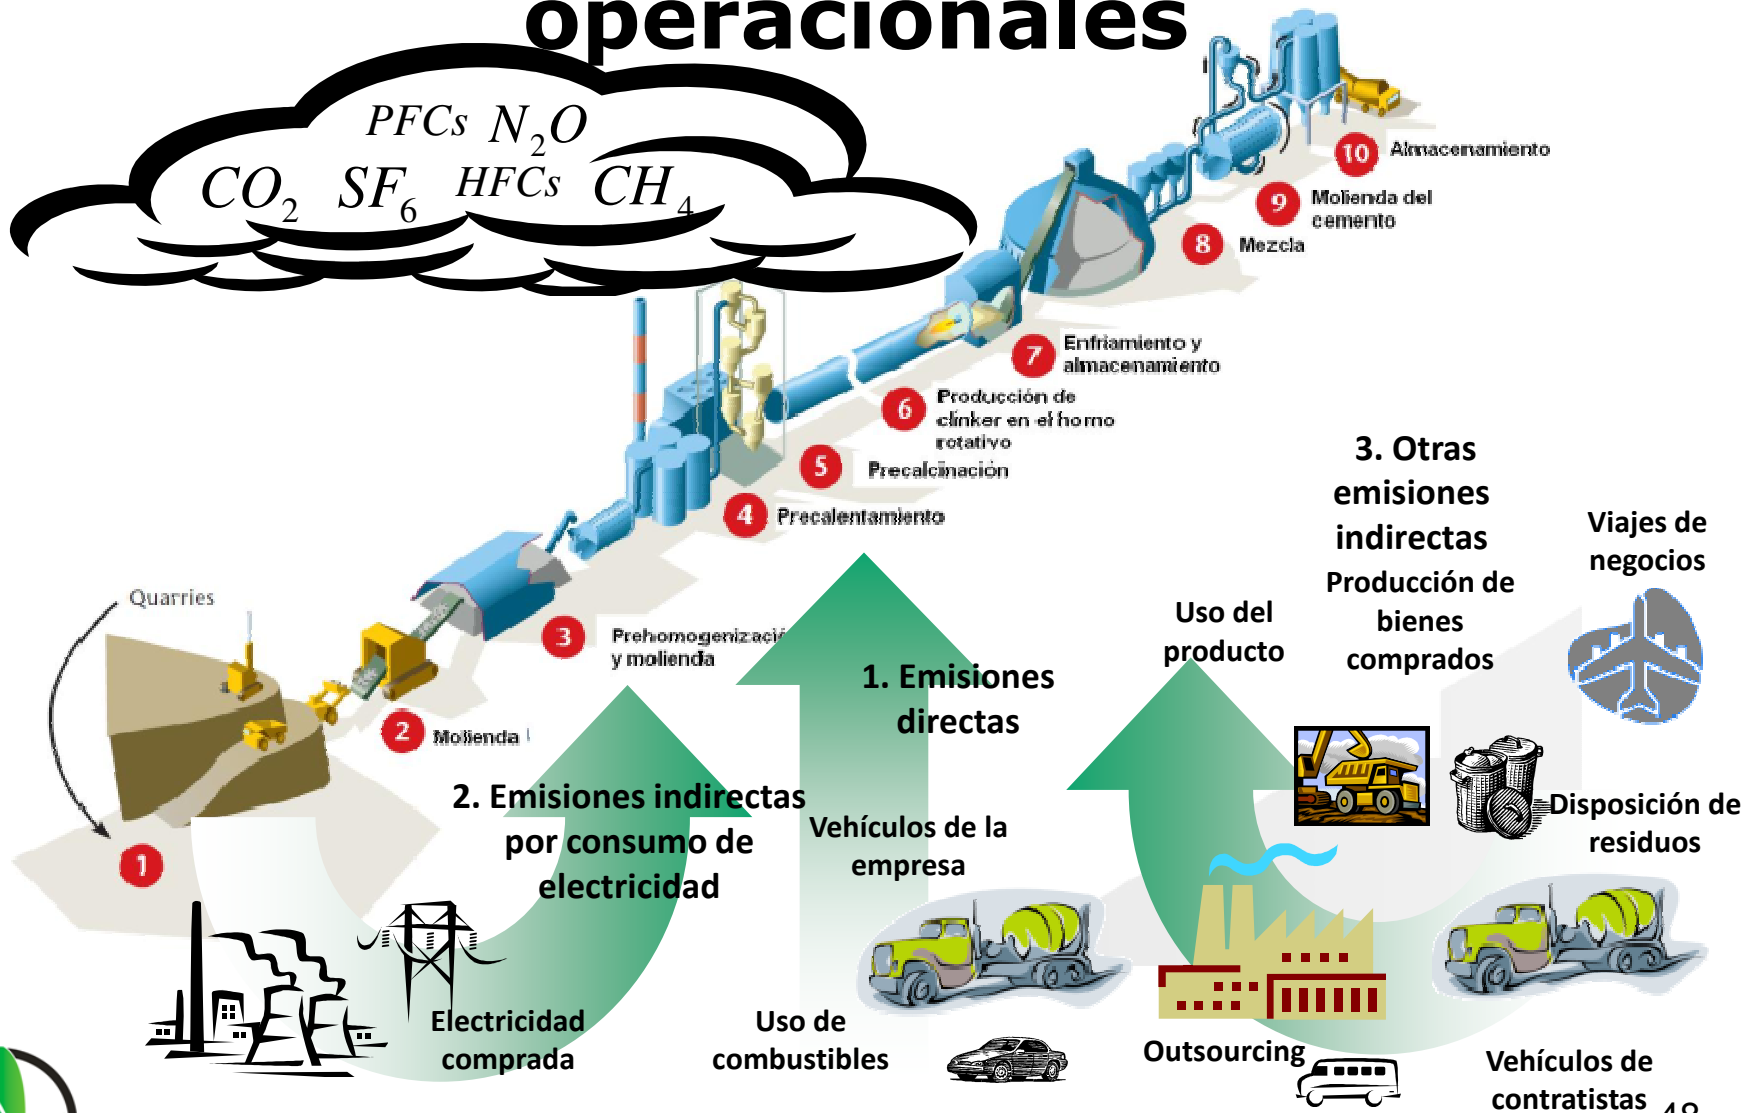 operacionales
PFCs N₂O
CO₂ SF₆ HFCs CH₄
10 Almacenamiento
9 Molienda del
cemento
8 Mezcla
7 Enfriamiento y
almacenamiento
6 Producción de
clinker en el horno
rotativo
5 Precalcinación
4 Precalentamiento
Quarries
3 Prehomogenizaci
y molienda
2 Molienda
1
1. Emisiones
directas
Vehículos de la
empresa
Uso de
combustibles
2. Emisiones indirectas
por consumo de
electricidad
Electricidad
comprada
3. Otras
emisiones
indirectas
Producción de
bienes
comprados
Viajes de
negocios
Uso del
producto
Disposición de
residuos
Outsourcing
Vehículos de
contratistas
48